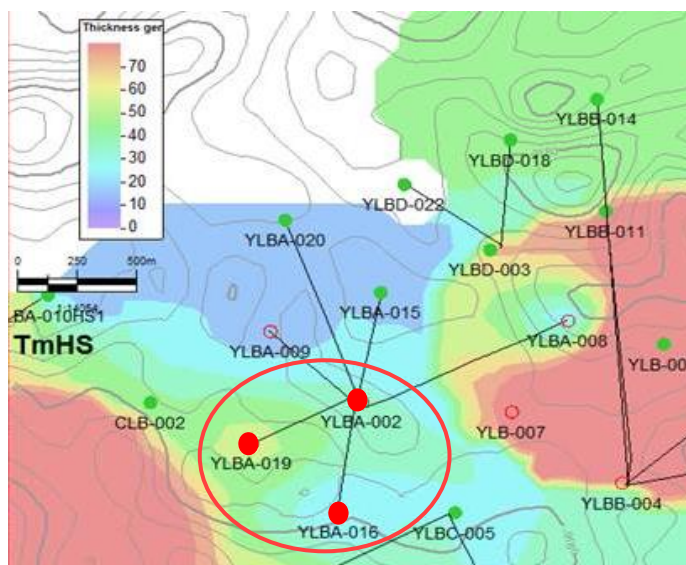 Thickness ger
70
60
50
40
30
20
10
0
YLBB-014
YLBD-018
YLBD-022
YLBB-011
YLBA-020
YLBD-003
0 250 500m
YLBA-015
BA-010HS1
YLBA-009
YLBA-008
TmHS
YLB-00
CLB-002
YLBA-002
YLB-007
YLBA-019
YLBB-004
YLBA-016
YLBC-005